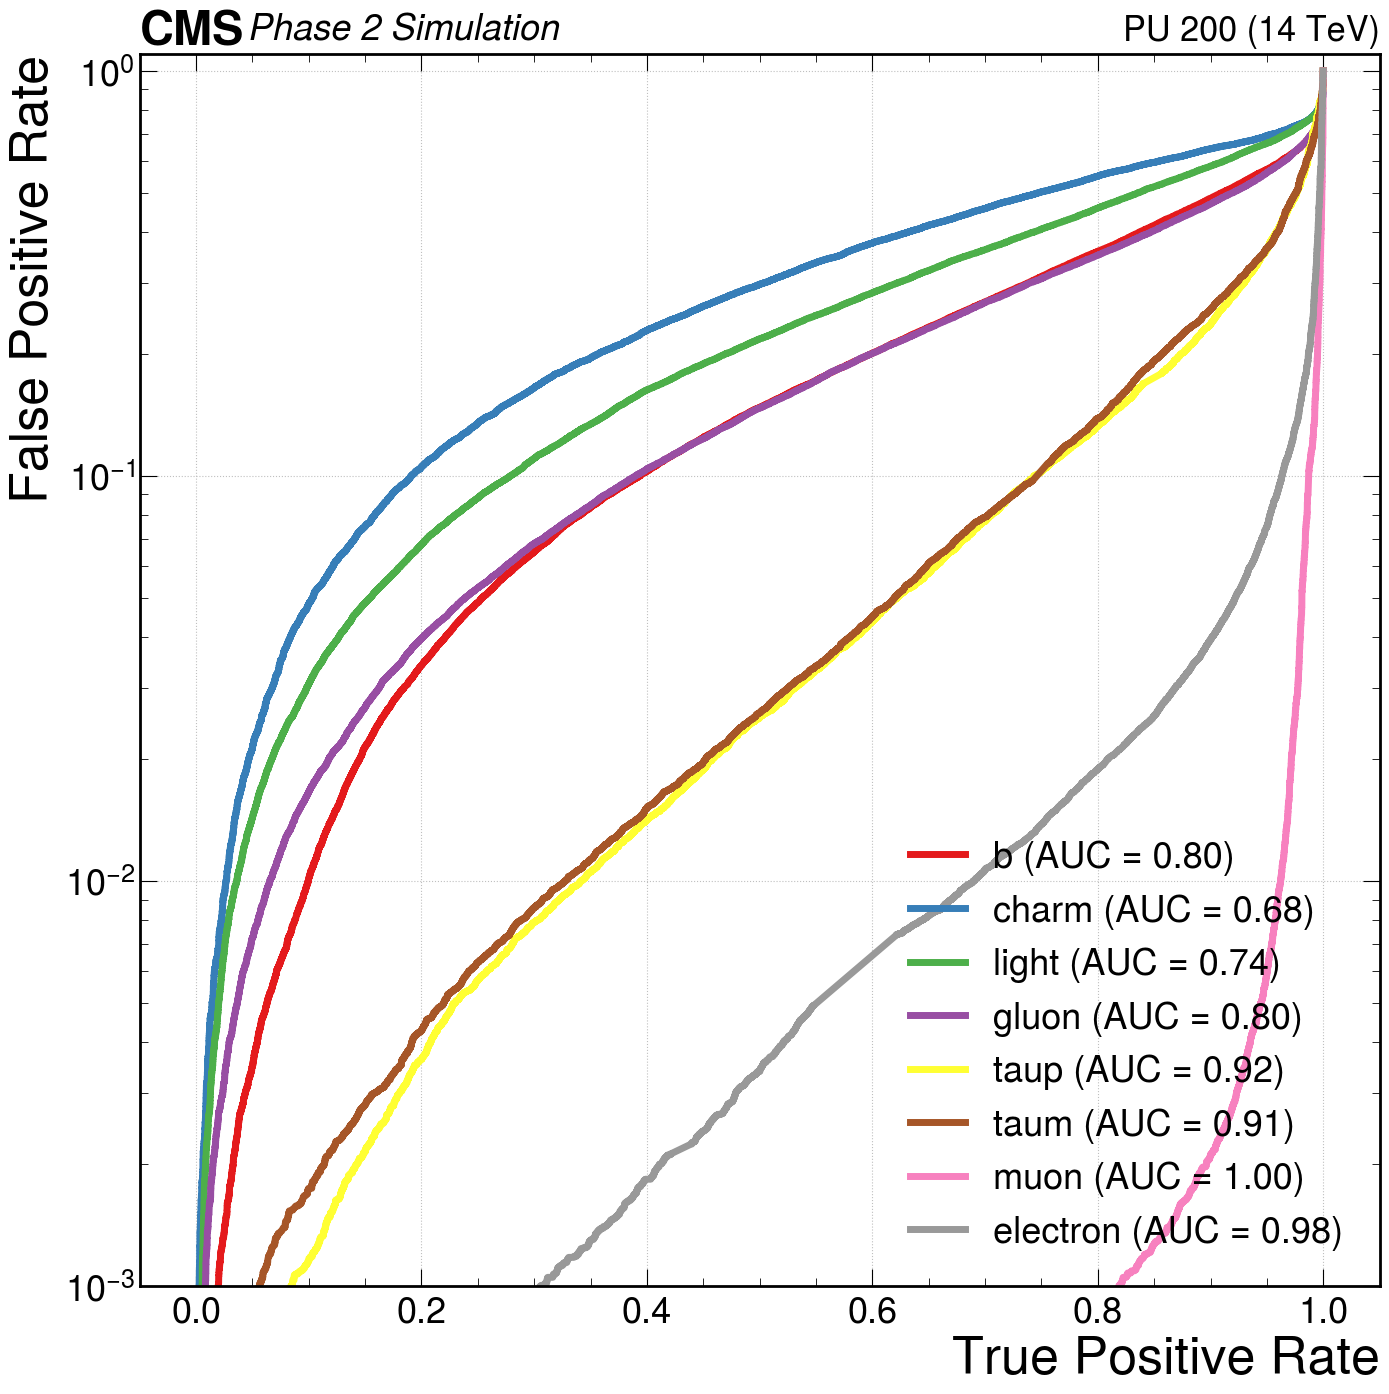 CMS Phase 2 Simulation PU 200 (14 TeV)
False Positive Rate
10⁰
10⁻¹
10⁻²
10⁻³
b (AUC = 0.80)
charm (AUC = 0.68)
light (AUC = 0.74)
gluon (AUC = 0.80)
taup (AUC = 0.92)
taum (AUC = 0.91)
muon (AUC = 1.00)
electron (AUC = 0.98)
0.0 0.2 0.4 0.6 0.8 1.0
True Positive Rate